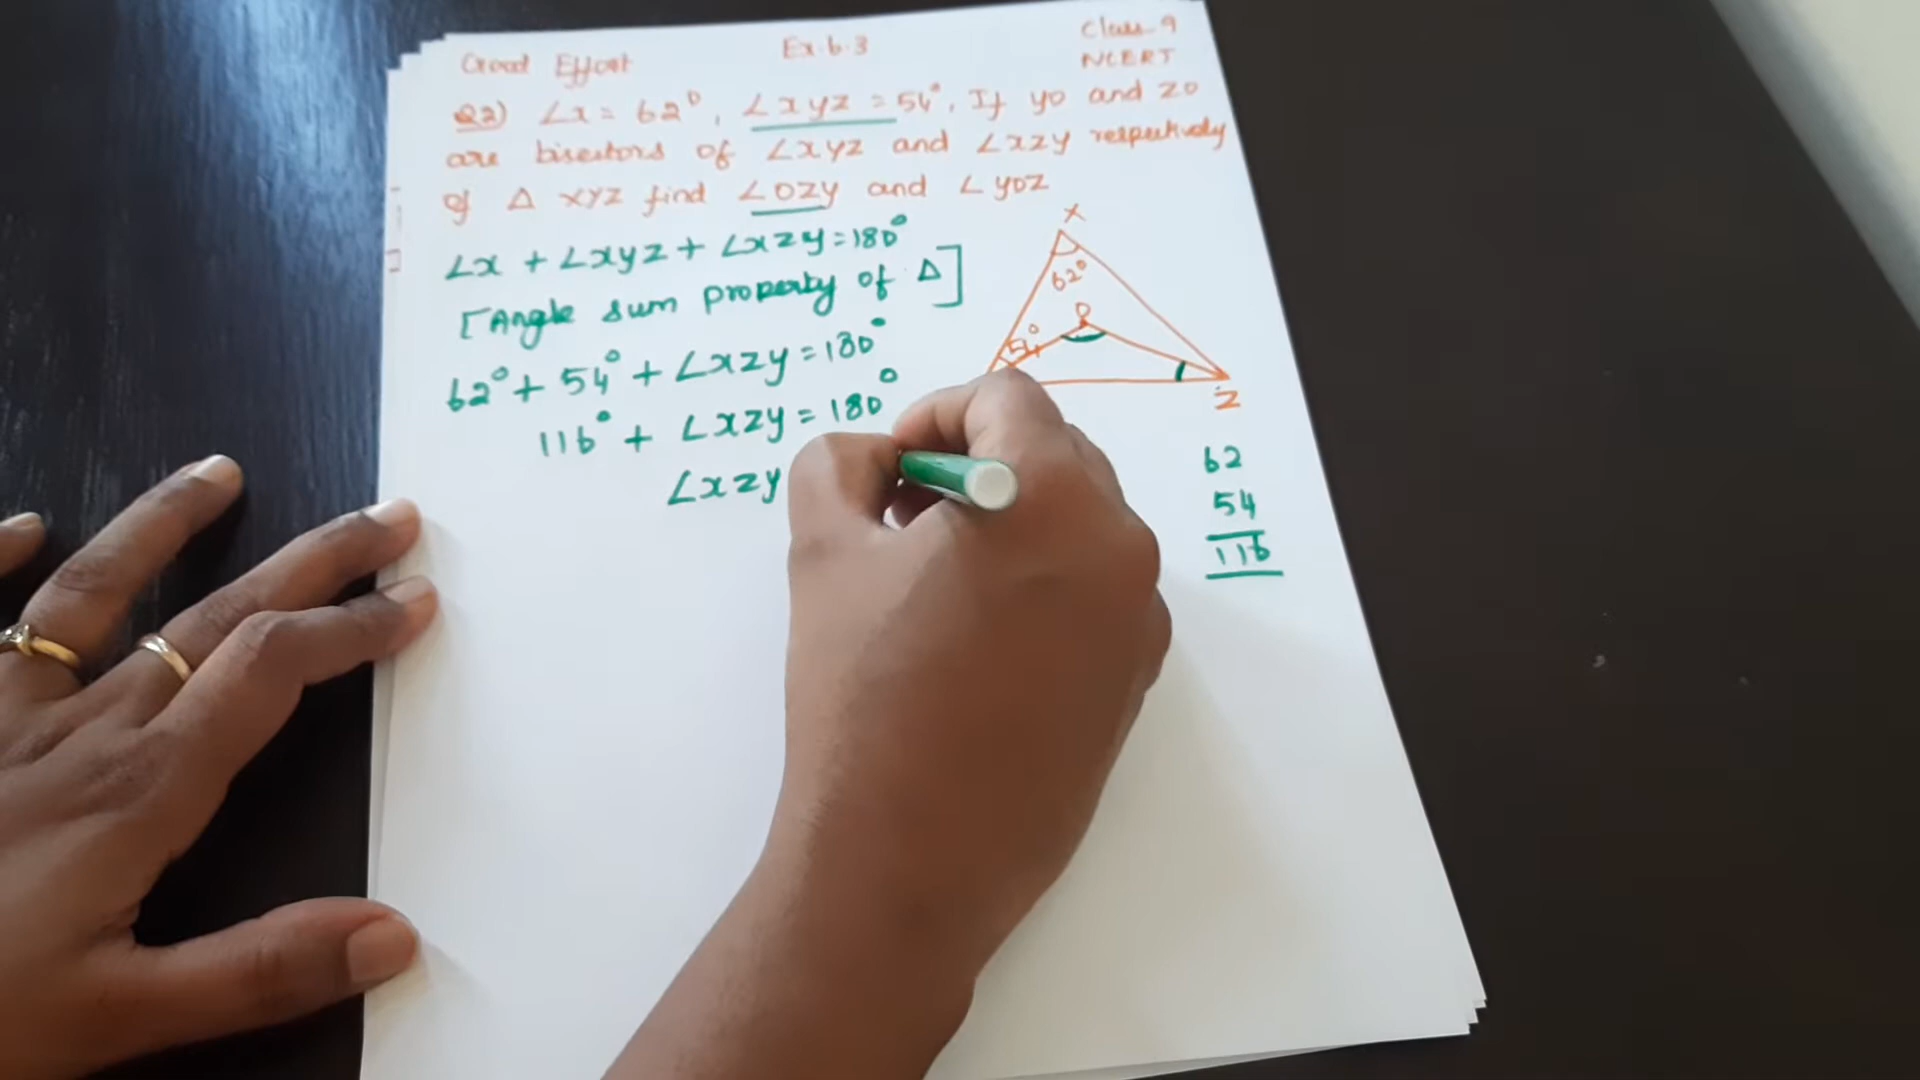 Good Effort Ex.6.3 Class-9
NCERT
Q2) ∠x = 62°, ∠xyz = 54°, If yo and zo
are bisectors of ∠xyz and ∠xzy respectively
of △ XYZ find ∠OZY and ∠YOZ
∠x + ∠xyz + ∠xzy = 180°
[Angle sum property of △]
62° + 54° + ∠xzy = 180°
116° + ∠xzy = 180°
∠xzy
X
62°
O
54°
Z
62
54
116